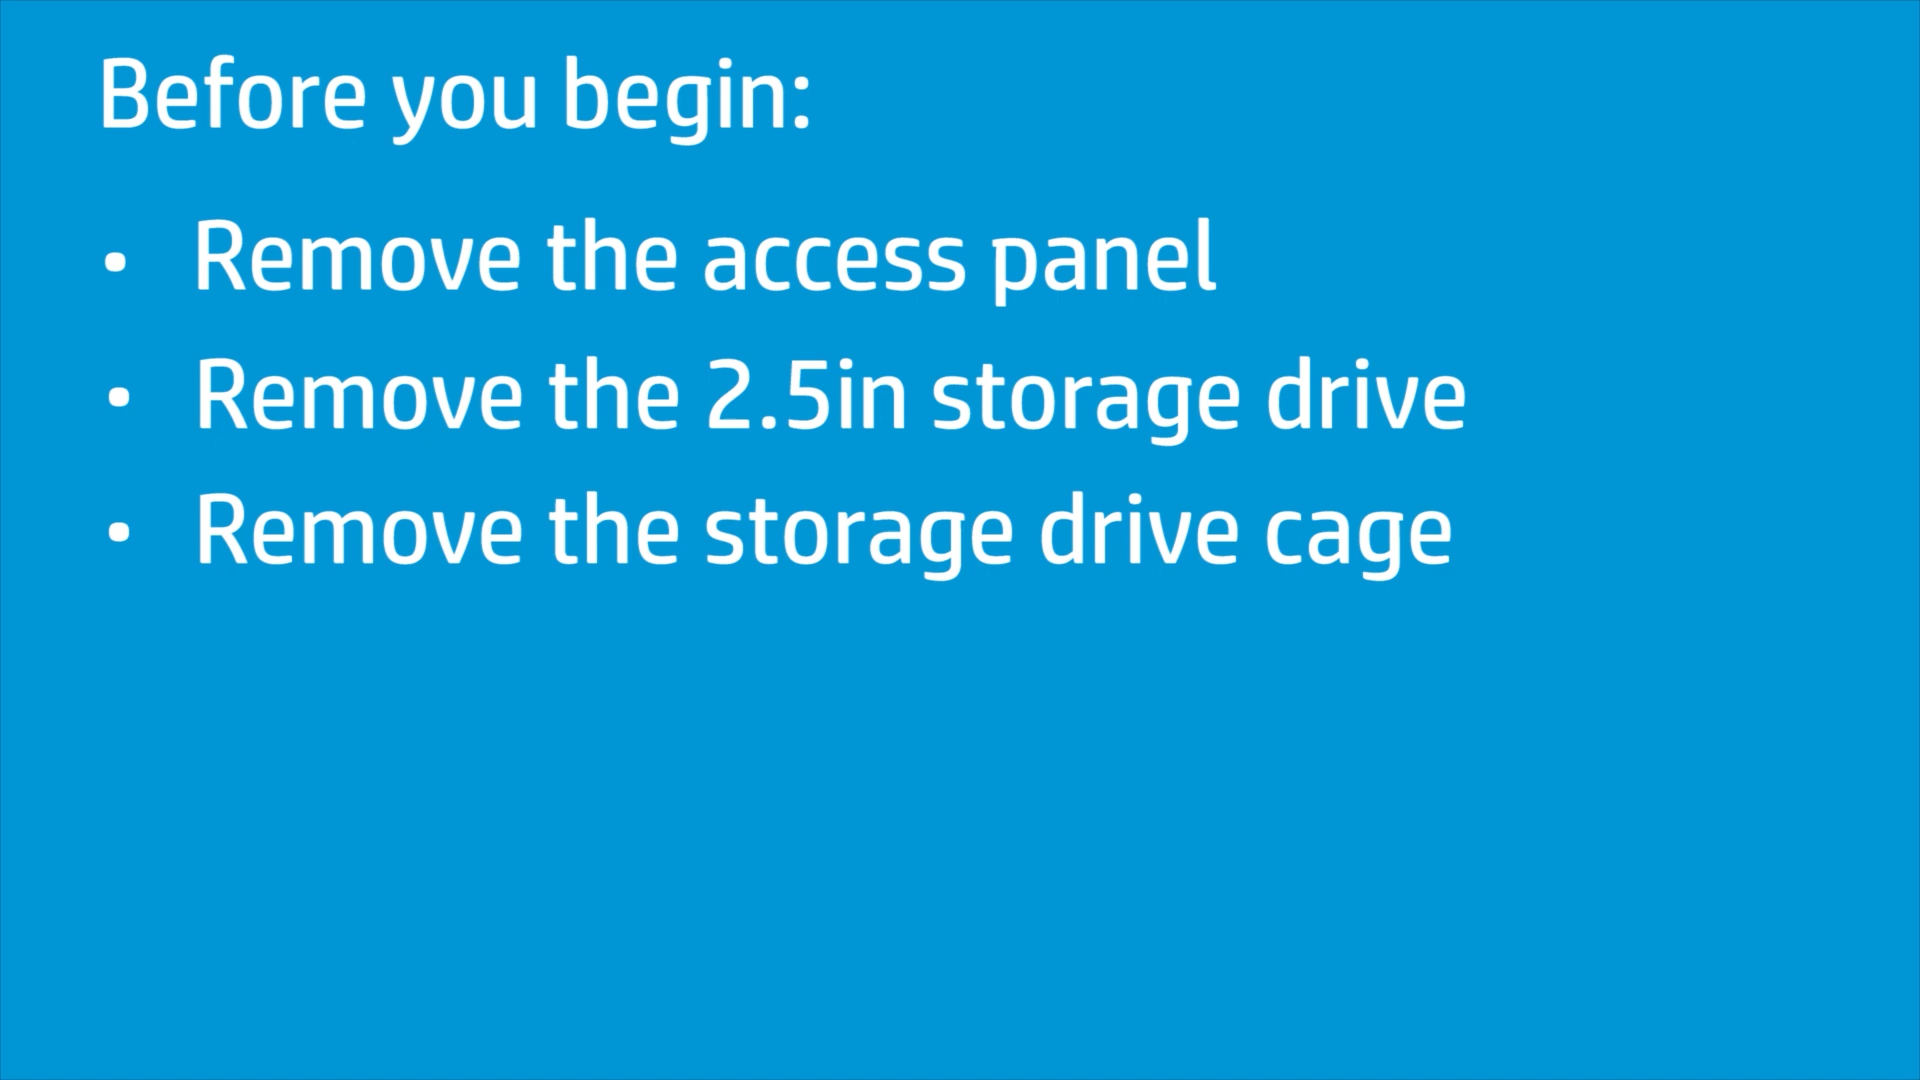 Before you begin:
• Remove the access panel
• Remove the 2.5in storage drive
• Remove the storage drive cage